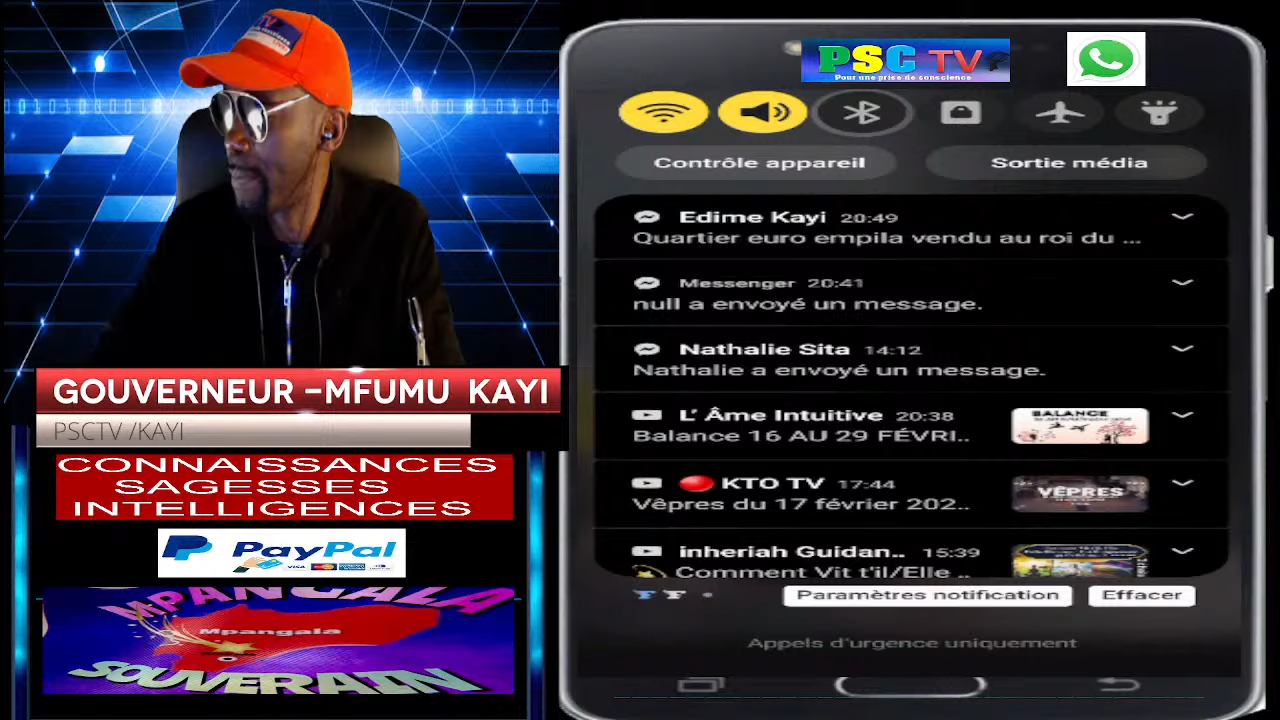 TV
PSC TV
Pour une prise de conscience
Contrôle appareil
Sortie média
Edime Kayi 20:49
Quartier euro empila vendu au roi du ...
Messenger 20:41
null a envoyé un message.
Nathalie Sita 14:12
Nathalie a envoyé un message.
L' Âme Intuitive 20:38
Balance 16 AU 29 FÉVRI..
BALANCE
KTO TV 17:44
Vêpres du 17 février 202..
VÊPRES
inheriah Guidan.. 15:39
Comment Vit t'il/Elle ..
Paramètres notification
Effacer
Appels d'urgence uniquement
GOUVERNEUR -MFUMU KAYI
PSCTV /KAYI
CONNAISSANCES
SAGESSES
INTELLIGENCES
PayPal
VISA
MPANGALA
Mpangala
SOUVERAIN